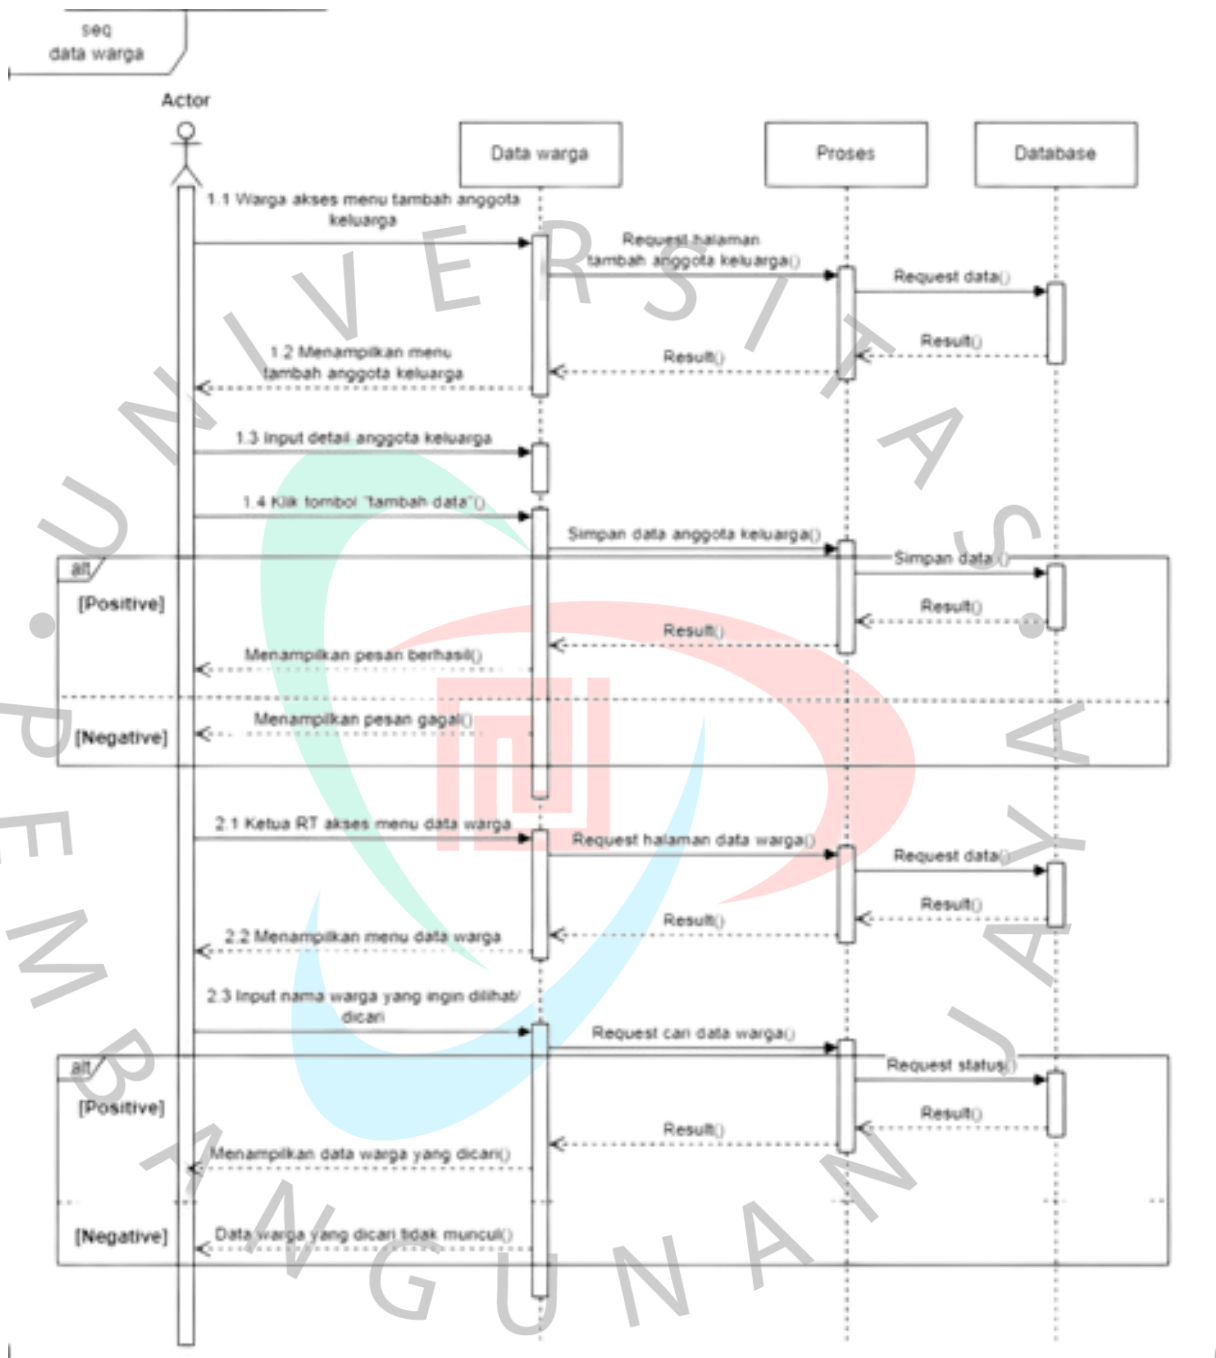 seq
data warga
Actor
Data warga
Proses
Database
1.1 Warga akses menu tambah anggota
keluarga
Request halaman
tambah anggota keluarga()
Request data()
Result()
Result()
1.2 Menampilkan menu
tambah anggota keluarga
1.3 Input detail anggota keluarga
1.4 Klik tombol "tambah data"()
Simpan data anggota keluarga()
alt
Simpan data ()
[Positive]
Result()
Result()
Menampilkan pesan berhasil()
Menampilkan pesan gagal()
[Negative]
2.1 Ketua RT akses menu data warga
Request halaman data warga()
Request data()
Result()
Result()
2.2 Menampilkan menu data warga
2.3 Input nama warga yang ingin dilihat/
dicari
Request cari data warga()
alt
Request status()
[Positive]
Result()
Result()
Menampilkan data warga yang dicari()
[Negative]
Data warga yang dicari tidak muncul()
UNIVERSITAS
PEMBANGUNAN JAYA